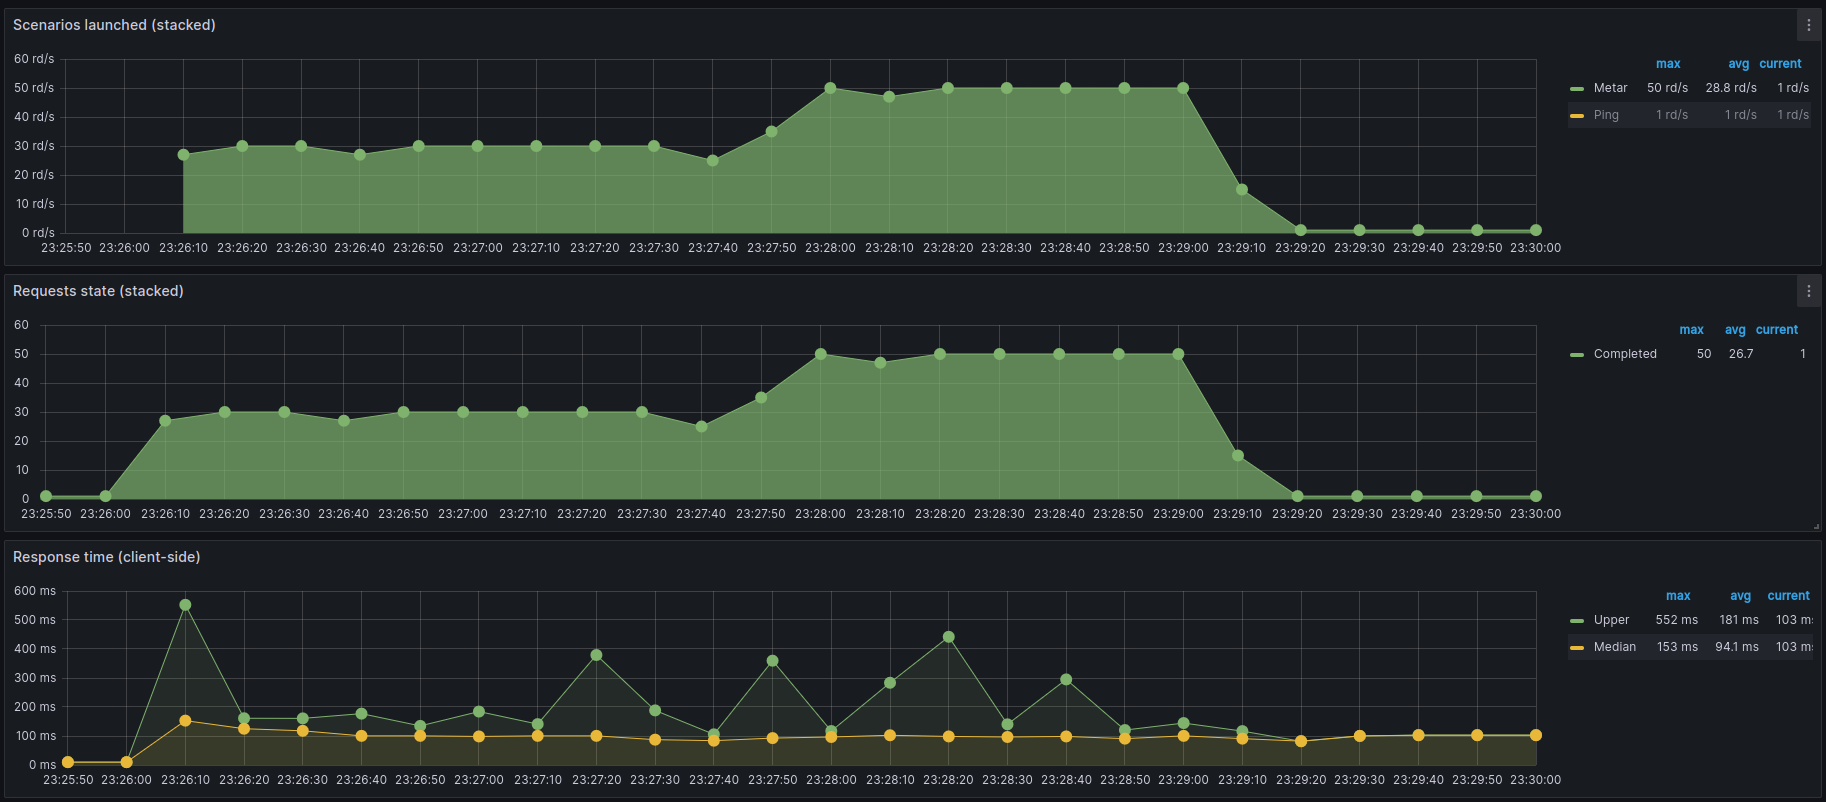 Scenarios launched (stacked)
60 rd/s
50 rd/s
40 rd/s
30 rd/s
20 rd/s
10 rd/s
0 rd/s
23:25:50 23:26:00 23:26:10 23:26:20 23:26:30 23:26:40 23:26:50 23:27:00 23:27:10 23:27:20 23:27:30 23:27:40 23:27:50 23:28:00 23:28:10 23:28:20 23:28:30 23:28:40 23:28:50 23:29:00 23:29:10 23:29:20 23:29:30 23:29:40 23:29:50 23:30:00
max avg current
Metar 50 rd/s 28.8 rd/s 1 rd/s
Ping 1 rd/s 1 rd/s 1 rd/s
Requests state (stacked)
60
50
40
30
20
10
0
23:25:50 23:26:00 23:26:10 23:26:20 23:26:30 23:26:40 23:26:50 23:27:00 23:27:10 23:27:20 23:27:30 23:27:40 23:27:50 23:28:00 23:28:10 23:28:20 23:28:30 23:28:40 23:28:50 23:29:00 23:29:10 23:29:20 23:29:30 23:29:40 23:29:50 23:30:00
max avg current
Completed 50 26.7 1
Response time (client-side)
600 ms
500 ms
400 ms
300 ms
200 ms
100 ms
0 ms
23:25:50 23:26:00 23:26:10 23:26:20 23:26:30 23:26:40 23:26:50 23:27:00 23:27:10 23:27:20 23:27:30 23:27:40 23:27:50 23:28:00 23:28:10 23:28:20 23:28:30 23:28:40 23:28:50 23:29:00 23:29:10 23:29:20 23:29:30 23:29:40 23:29:50 23:30:00
max avg current
Upper 552 ms 181 ms 103 ms
Median 153 ms 94.1 ms 103 ms